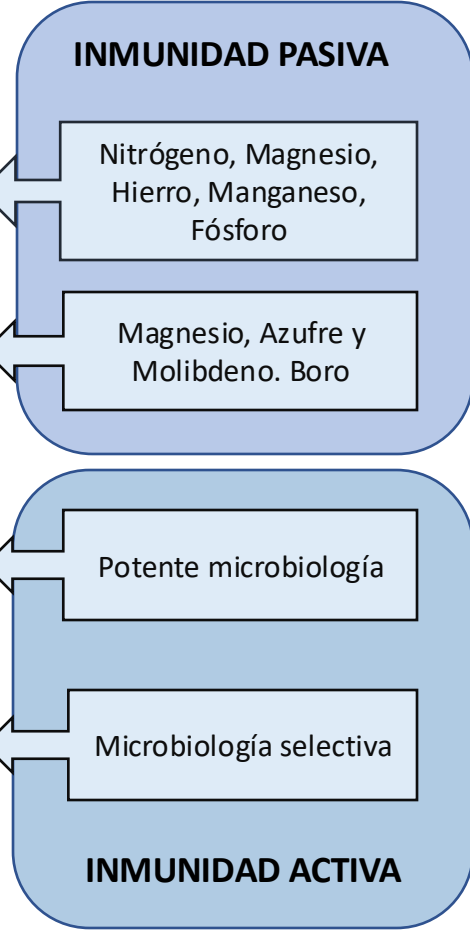 INMUNIDAD PASIVA
Nitrógeno, Magnesio,
Hierro, Manganeso,
Fósforo
Magnesio, Azufre y
Molibdeno. Boro
Potente microbiología
Microbiología selectiva
INMUNIDAD ACTIVA